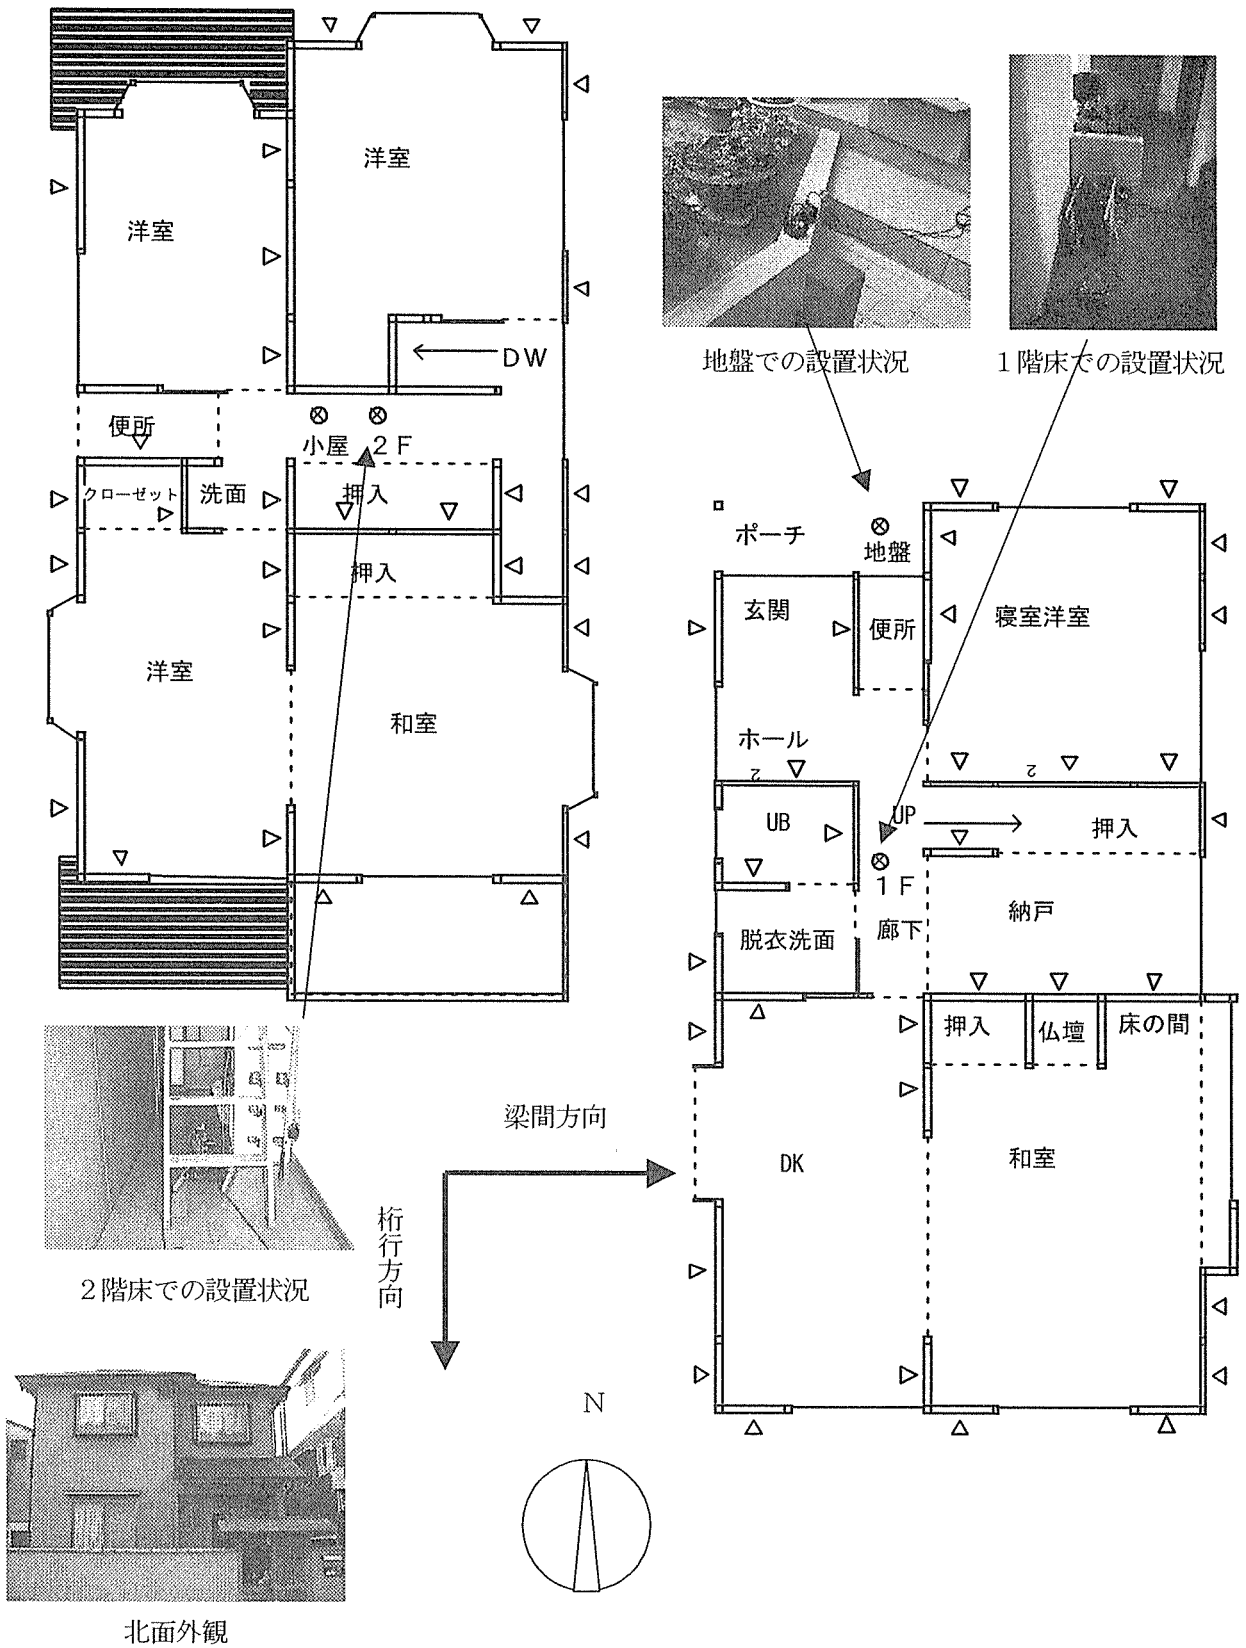 洋室
洋室
DW
便所
小屋 2F
クローゼット
洗面
押入
押入
洋室
和室
地盤での設置状況
1階床での設置状況
ポーチ
地盤
玄関
便所
寝室洋室
ホール
2
2
UB
UP
押入
1F
脱衣洗面
廊下
納戸
押入
仏壇
床の間
DK
和室
梁間方向
桁行方向
2階床での設置状況
N
北面外観